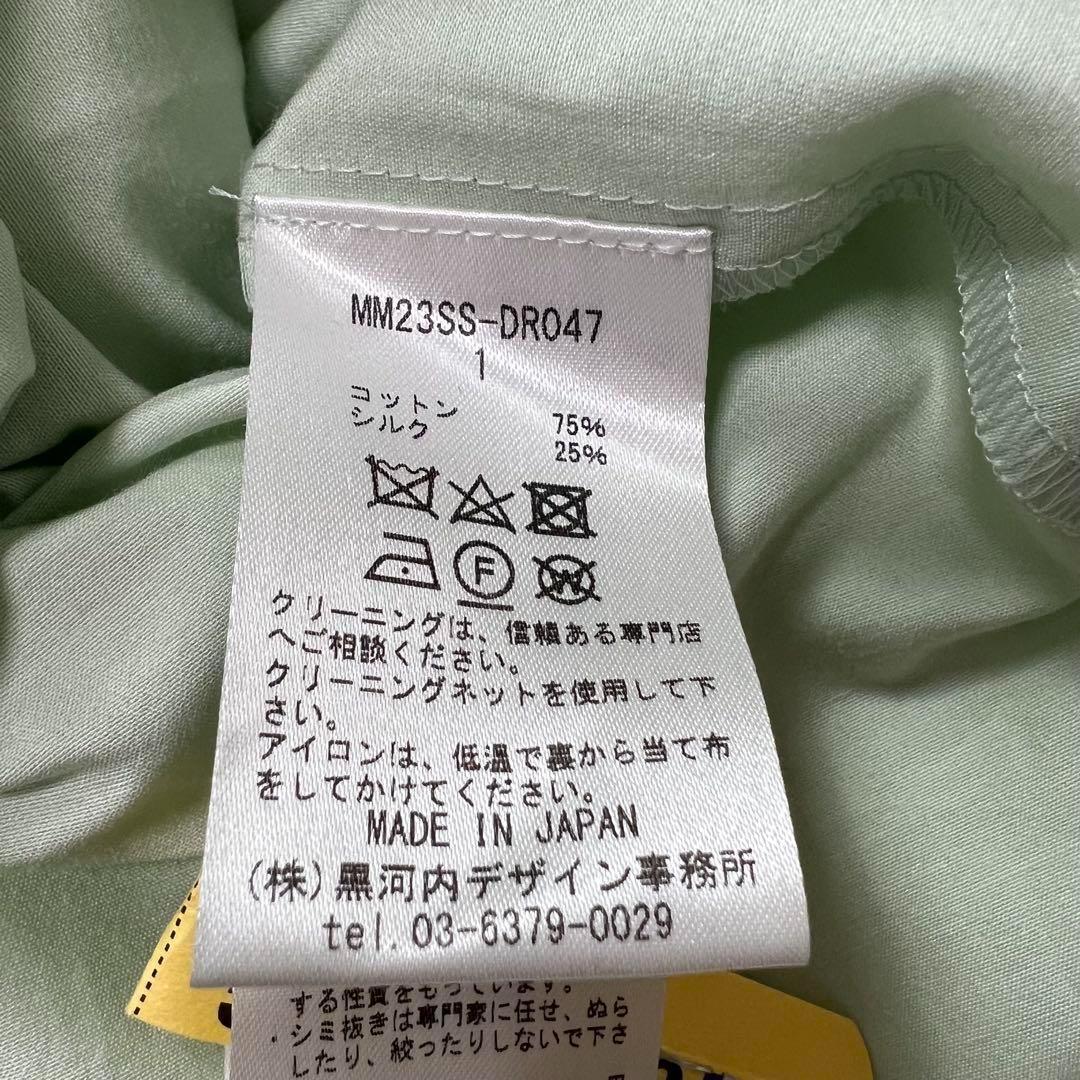 MM23SS-DR047
1
コットン 75%
シルク 25%
F
W
クリーニングは、信頼ある専門店
へご相談ください。
クリーニングネットを使用して下
さい。
アイロンは、低温で裏から当て布
をしてかけてください。
MADE IN JAPAN
(株)黒河内デザイン事務所
tel.03-6379-0029
する性質をもっています。
・シミ抜きは専門家に任せ、ぬら
したり、絞ったりしないで下さ